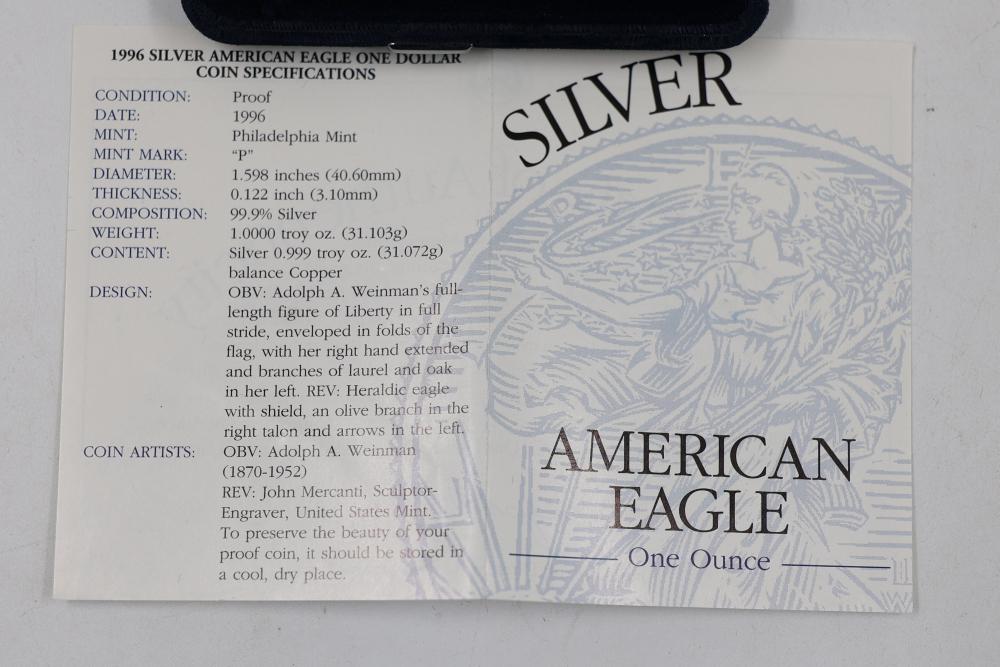 1996 SILVER AMERICAN EAGLE ONE DOLLAR
COIN SPECIFICATIONS
CONDITION: Proof
DATE: 1996
MINT: Philadelphia Mint
MINT MARK: “P”
DIAMETER: 1.598 inches (40.60mm)
THICKNESS: 0.122 inch (3.10mm)
COMPOSITION: 99.9% Silver
WEIGHT: 1.0000 troy oz. (31.103g)
CONTENT: Silver 0.999 troy oz. (31.072g)
balance Copper
DESIGN: OBV: Adolph A. Weinman's full-
length figure of Liberty in full
stride, enveloped in folds of the
flag, with her right hand extended
and branches of laurel and oak
in her left. REV: Heraldic eagle
with shield, an olive branch in the
right talon and arrows in the left.
COIN ARTISTS: OBV: Adolph A. Weinman
(1870-1952)
REV: John Mercanti, Sculptor-
Engraver, United States Mint.
To preserve the beauty of your
proof coin, it should be stored in
a cool, dry place.
SILVER
AMERICAN
EAGLE
One Ounce